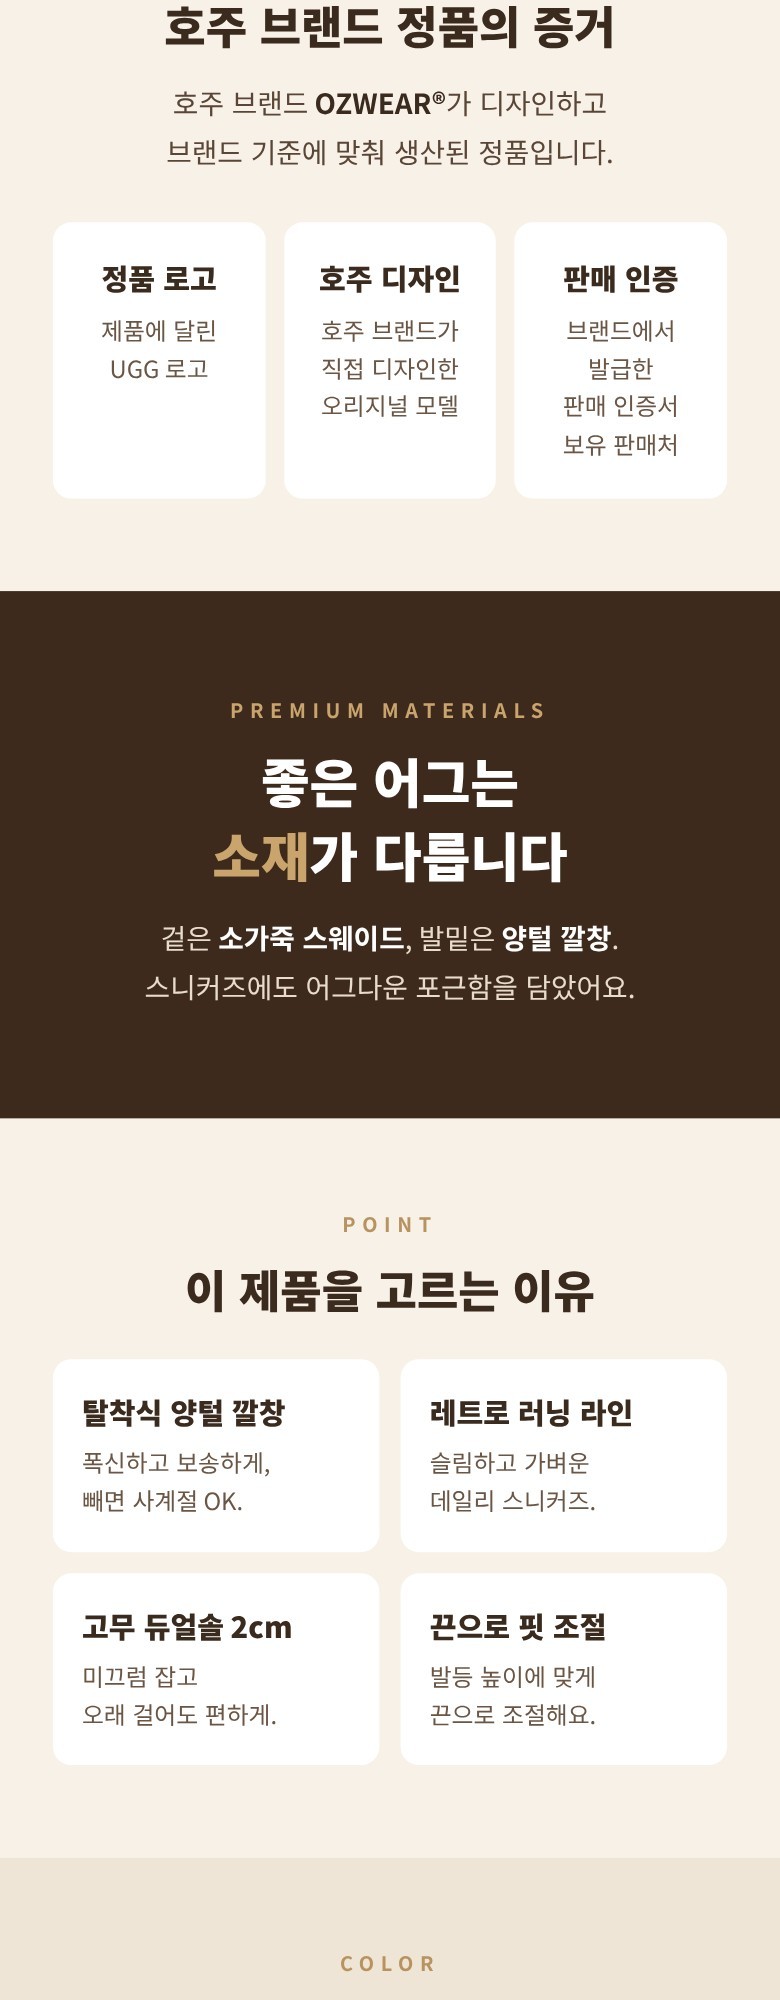 호주 브랜드 정품의 증거
호주 브랜드 OZWEAR®가 디자인하고
브랜드 기준에 맞춰 생산된 정품입니다.
정품 로고
제품에 달린
UGG 로고
호주 디자인
호주 브랜드가
직접 디자인한
오리지널 모델
판매 인증
브랜드에서
발급한
판매 인증서
보유 판매처
PREMIUM MATERIALS
좋은 어그는
소재가 다릅니다
겉은 소가죽 스웨이드, 발밑은 양털 깔창.
스니커즈에도 어그다운 포근함을 담았어요.
POINT
이 제품을 고르는 이유
탈착식 양털 깔창
폭신하고 보송하게,
빼면 사계절 OK.
레트로 러닝 라인
슬림하고 가벼운
데일리 스니커즈.
고무 듀얼솔 2cm
미끄럼 잡고
오래 걸어도 편하게.
끈으로 핏 조절
발등 높이에 맞게
끈으로 조절해요.
COLOR